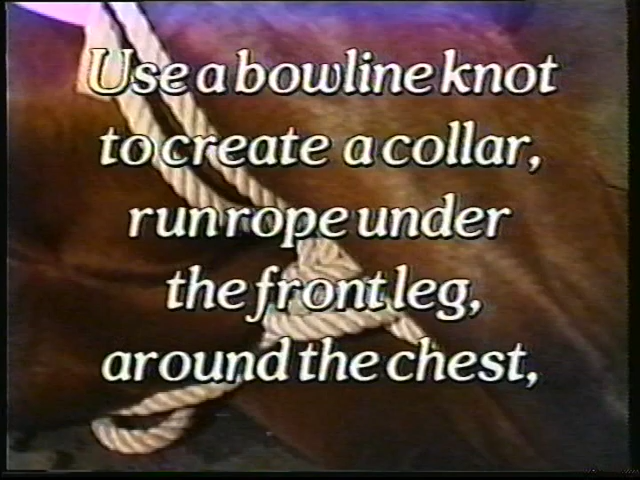 Use a bowline knot
to create a collar,
run rope under
the front leg,
around the chest,